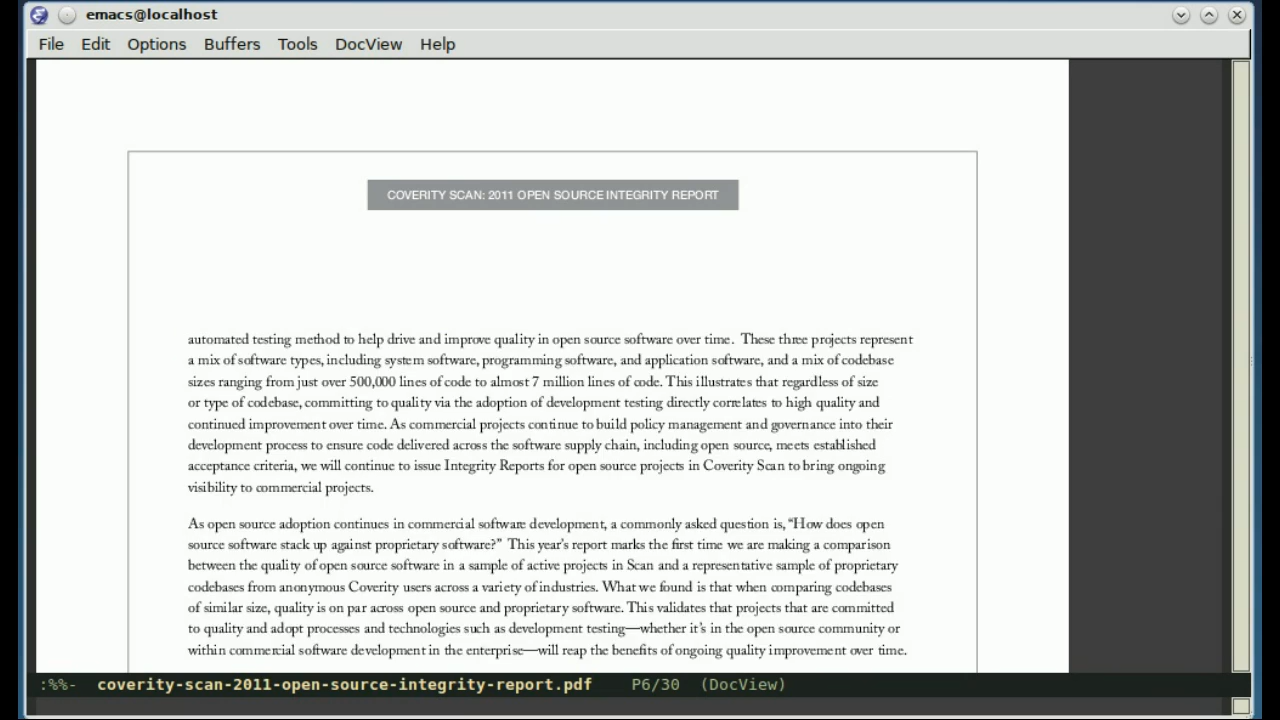 emacs@localhost
File Edit Options Buffers Tools DocView Help
COVERITY SCAN: 2011 OPEN SOURCE INTEGRITY REPORT
automated testing method to help drive and improve quality in open source software over time. These three projects represent
a mix of software types, including system software, programming software, and application software, and a mix of codebase
sizes ranging from just over 500,000 lines of code to almost 7 million lines of code. This illustrates that regardless of size
or type of codebase, committing to quality via the adoption of development testing directly correlates to high quality and
continued improvement over time. As commercial projects continue to build policy management and governance into their
development process to ensure code delivered across the software supply chain, including open source, meets established
acceptance criteria, we will continue to issue Integrity Reports for open source projects in Coverity Scan to bring ongoing
visibility to commercial projects.
As open source adoption continues in commercial software development, a commonly asked question is, “How does open
source software stack up against proprietary software?” This year’s report marks the first time we are making a comparison
between the quality of open source software in a sample of active projects in Scan and a representative sample of proprietary
codebases from anonymous Coverity users across a variety of industries. What we found is that when comparing codebases
of similar size, quality is on par across open source and proprietary software. This validates that projects that are committed
to quality and adopt processes and technologies such as development testing—whether it’s in the open source community or
within commercial software development in the enterprise—will reap the benefits of ongoing quality improvement over time.
:%%- coverity-scan-2011-open-source-integrity-report.pdf P6/30 (DocView)